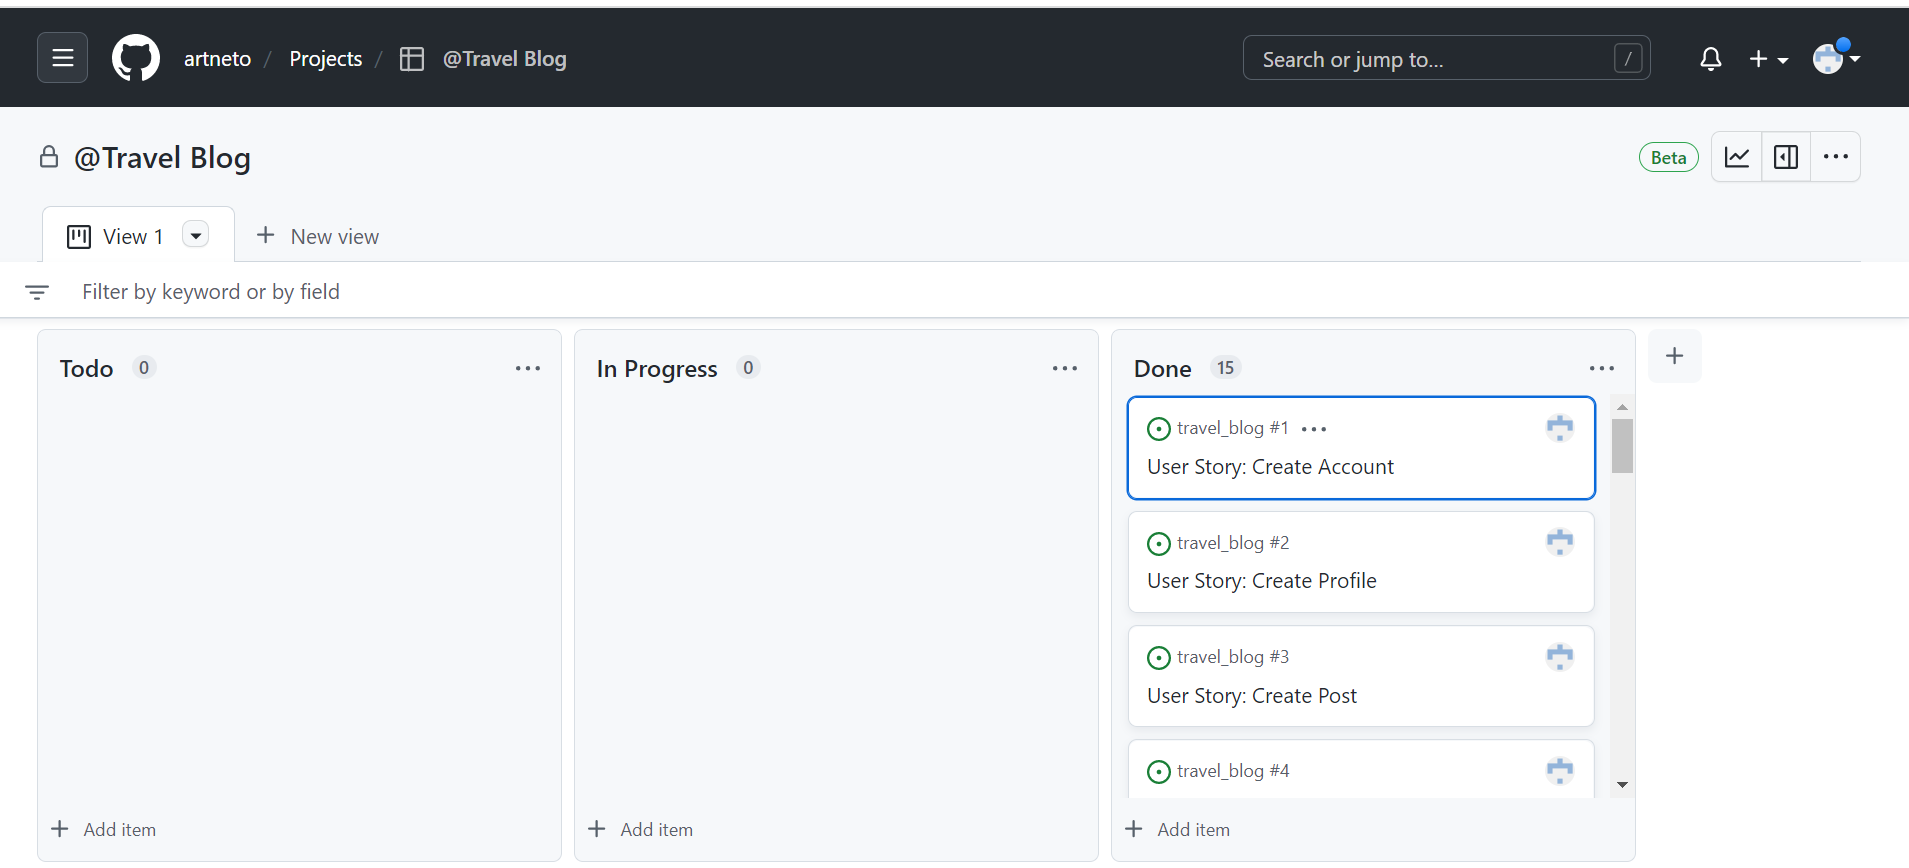 artneto / Projects / @Travel Blog
Search or jump to... /
@Travel Blog
Beta
View 1
New view
Filter by keyword or by field
Todo 0
In Progress 0
Done 15
travel_blog #1
User Story: Create Account
travel_blog #2
User Story: Create Profile
travel_blog #3
User Story: Create Post
travel_blog #4
Add item
Add item
Add item